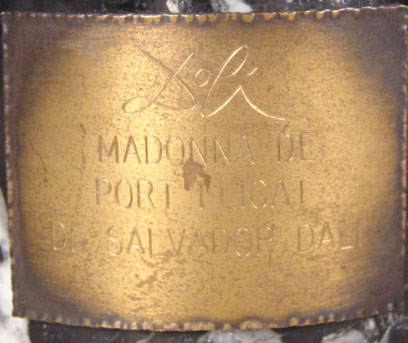 Dalí
MADONNA DE
PORT LLIGAT
DE SALVADOR DALI